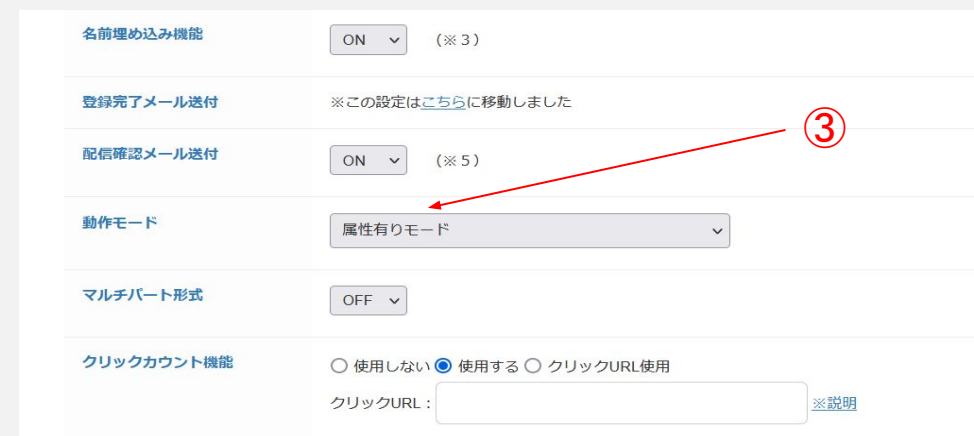 名前埋め込み機能 ON (※3)
登録完了メール送付 ※この設定はこちらに移動しました
③
配信確認メール送付 ON (※5)
動作モード 属性有りモード
マルチパート形式 OFF
クリックカウント機能 使用しない 使用する クリックURL使用
クリックURL: ※説明